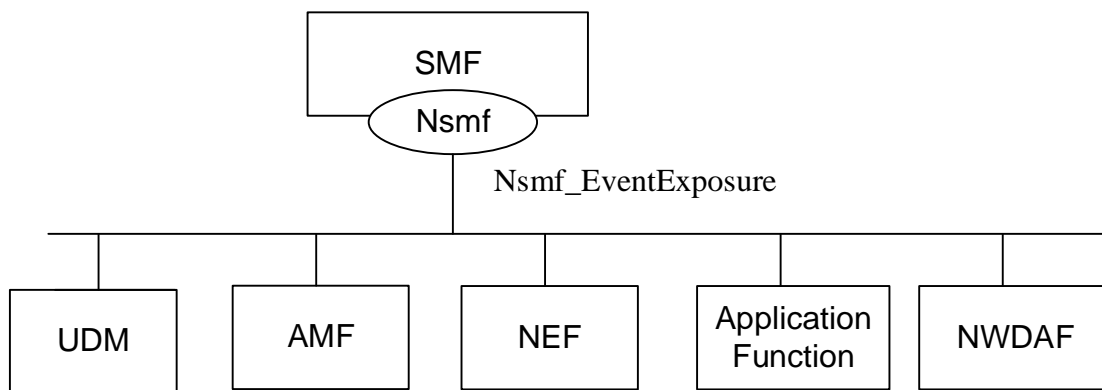 SMF
Nsmf
Nsmf_EventExposure
UDM
AMF
NEF
Application
Function
NWDAF